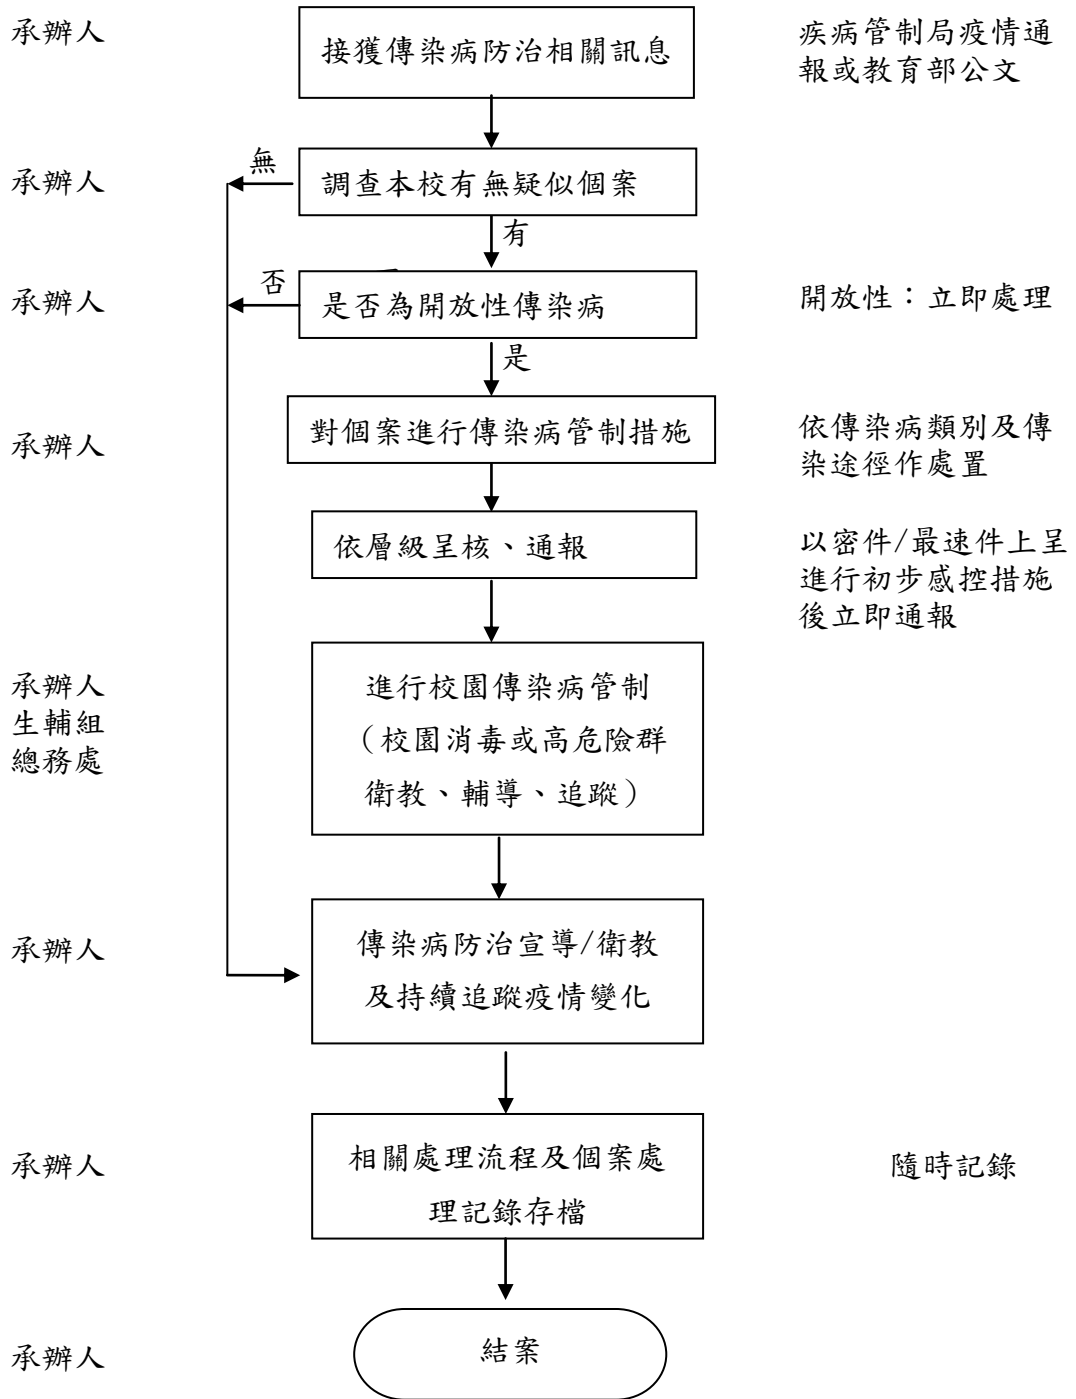 承辦人
接獲傳染病防治相關訊息
疾病管制局疫情通
報或教育部公文
承辦人
無
調查本校有無疑似個案
有
承辦人
否
是否為開放性傳染病
開放性：立即處理
是
承辦人
對個案進行傳染病管制措施
依傳染病類別及傳
染途徑作處置
依層級呈核、通報
以密件/最速件上呈
進行初步感控措施
後立即通報
承辦人
生輔組
總務處
進行校園傳染病管制
（校園消毒或高危險群
衛教、輔導、追蹤）
承辦人
傳染病防治宣導/衛教
及持續追蹤疫情變化
承辦人
相關處理流程及個案處
理記錄存檔
隨時記錄
承辦人
結案